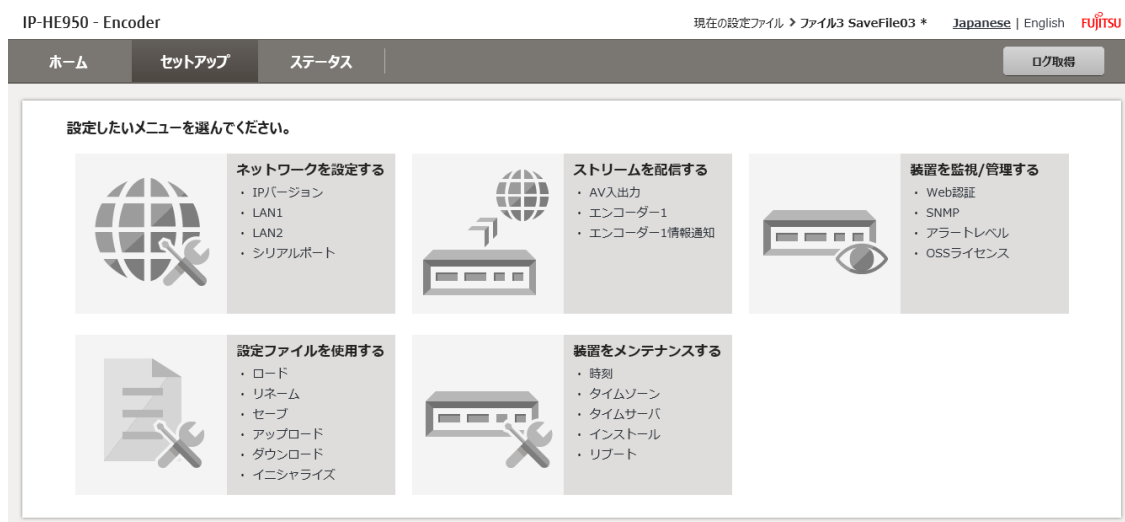 IP-HE950 - Encoder
現在の設定ファイル > ファイル3 SaveFile03 *
Japanese | English
FUJITSU
ホーム
セットアップ
ステータス
ログ取得
設定したいメニューを選んでください。
ネットワークを設定する
・ IPバージョン
・ LAN1
・ LAN2
・ シリアルポート
ストリームを配信する
・ AV入出力
・ エンコーダー1
・ エンコーダー1情報通知
装置を監視/管理する
・ Web認証
・ SNMP
・ アラートレベル
・ OSSライセンス
設定ファイルを使用する
・ ロード
・ リネーム
・ セーブ
・ アップロード
・ ダウンロード
・ イニシャライズ
装置をメンテナンスする
・ 時刻
・ タイムゾーン
・ タイムサーバ
・ インストール
・ リブート